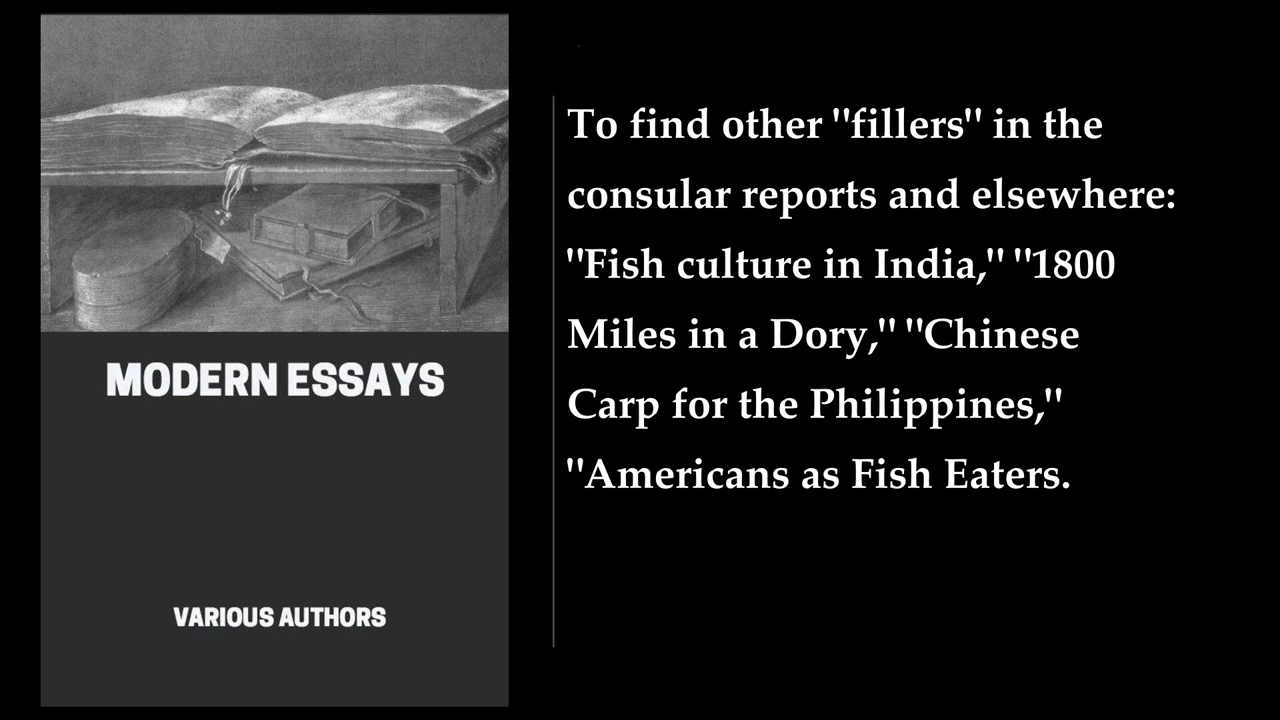 MODERN ESSAYS
VARIOUS AUTHORS
To find other "fillers" in the
consular reports and elsewhere:
"Fish culture in India," "1800
Miles in a Dory," "Chinese
Carp for the Philippines,"
"Americans as Fish Eaters.